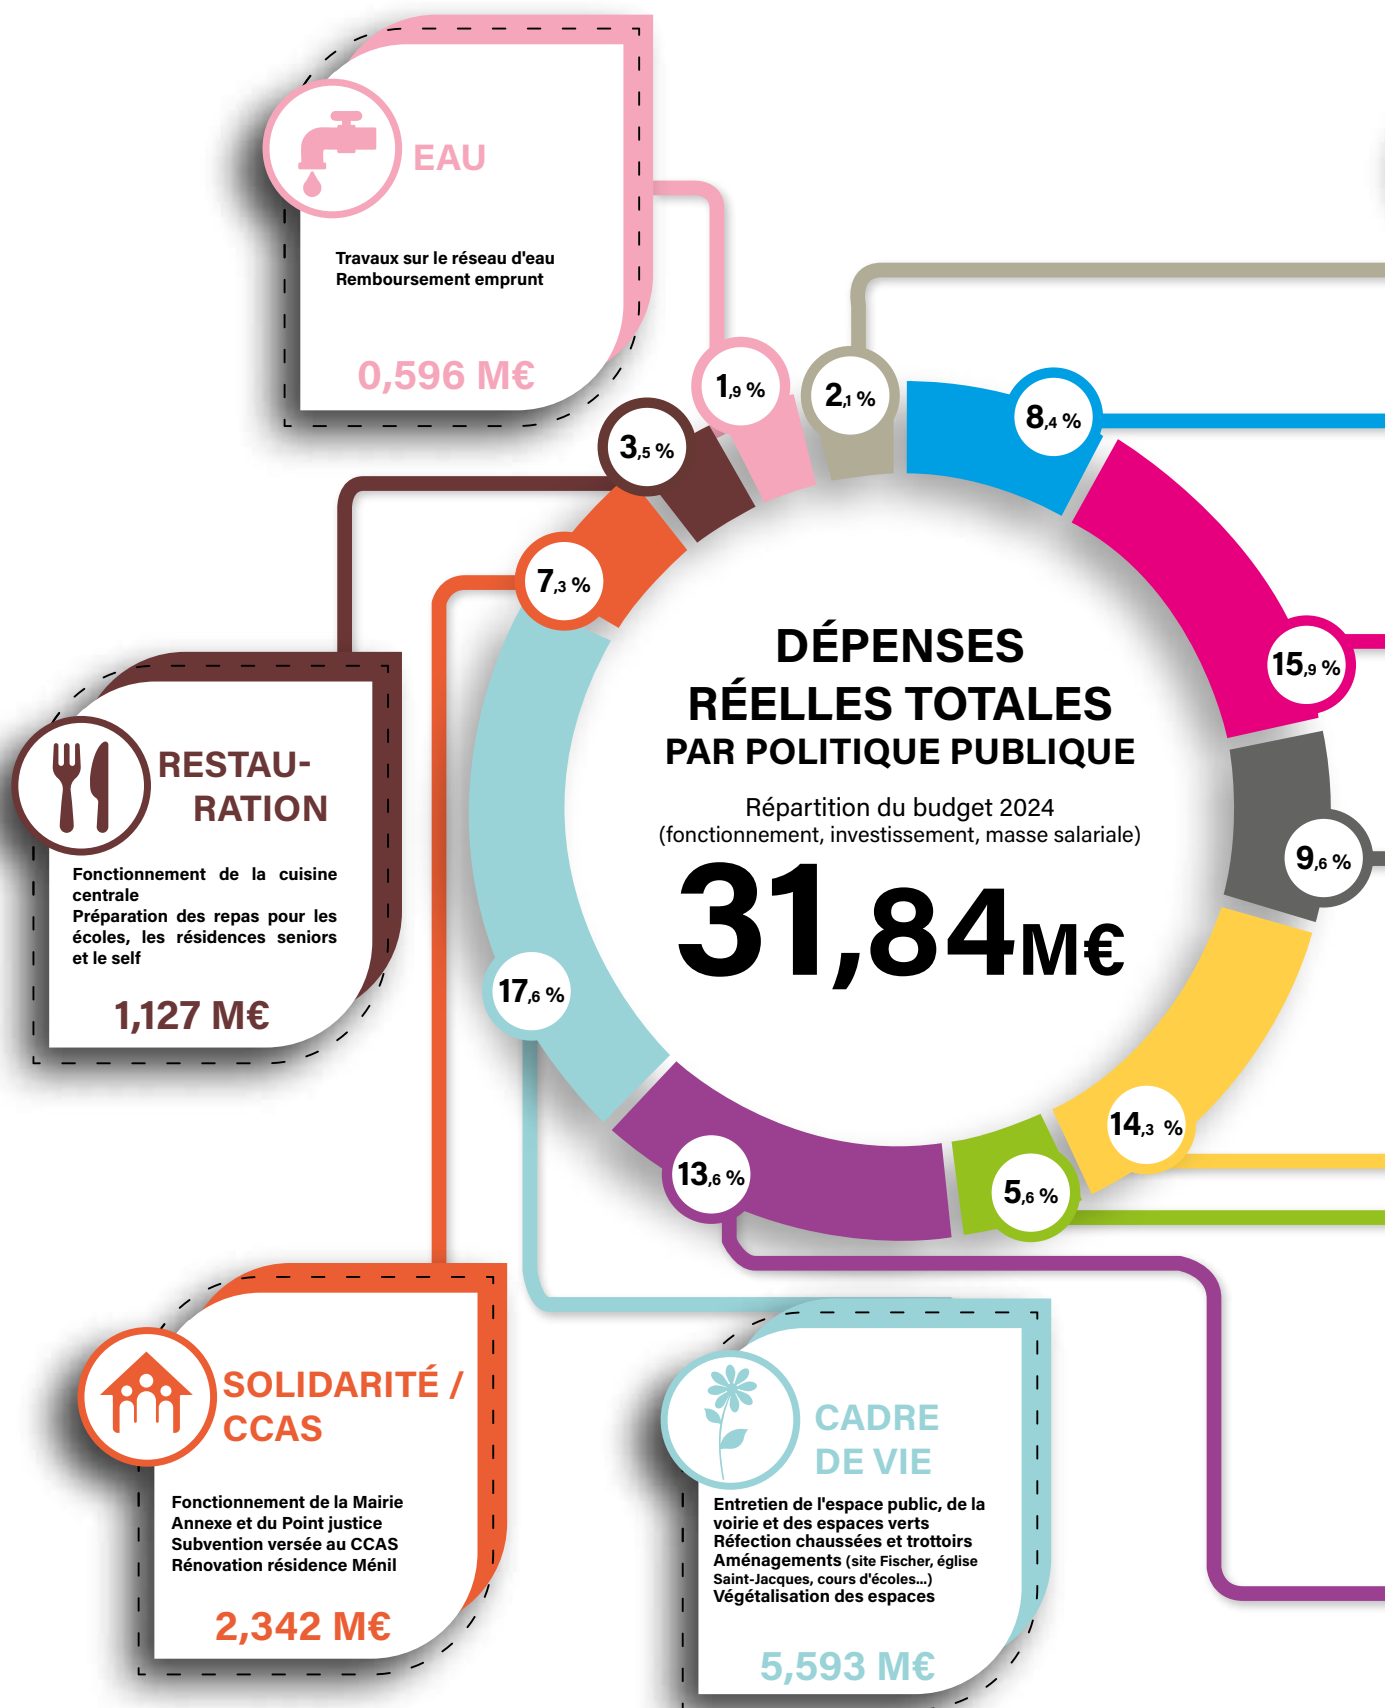 EAU
Travaux sur le réseau d'eau
Remboursement emprunt
0,596 M€
1,9 %
2,1 %
8,4 %
3,5 %
7,3 %
15,9 %
9,6 %
14,3 %
5,6 %
13,6 %
17,6 %
DÉPENSES
RÉELLES TOTALES
PAR POLITIQUE PUBLIQUE
Répartition du budget 2024
(fonctionnement, investissement, masse salariale)
31,84M€
RESTAU-
RATION
Fonctionnement de la cuisine
centrale
Préparation des repas pour les
écoles, les résidences seniors
et le self
1,127 M€
SOLIDARITÉ /
CCAS
Fonctionnement de la Mairie
Annexe et du Point justice
Subvention versée au CCAS
Rénovation résidence Ménil
2,342 M€
CADRE
DE VIE
Entretien de l'espace public, de la
voirie et des espaces verts
Réfection chaussées et trottoirs
Aménagements (site Fischer, église
Saint-Jacques, cours d'écoles...)
Végétalisation des espaces
5,593 M€